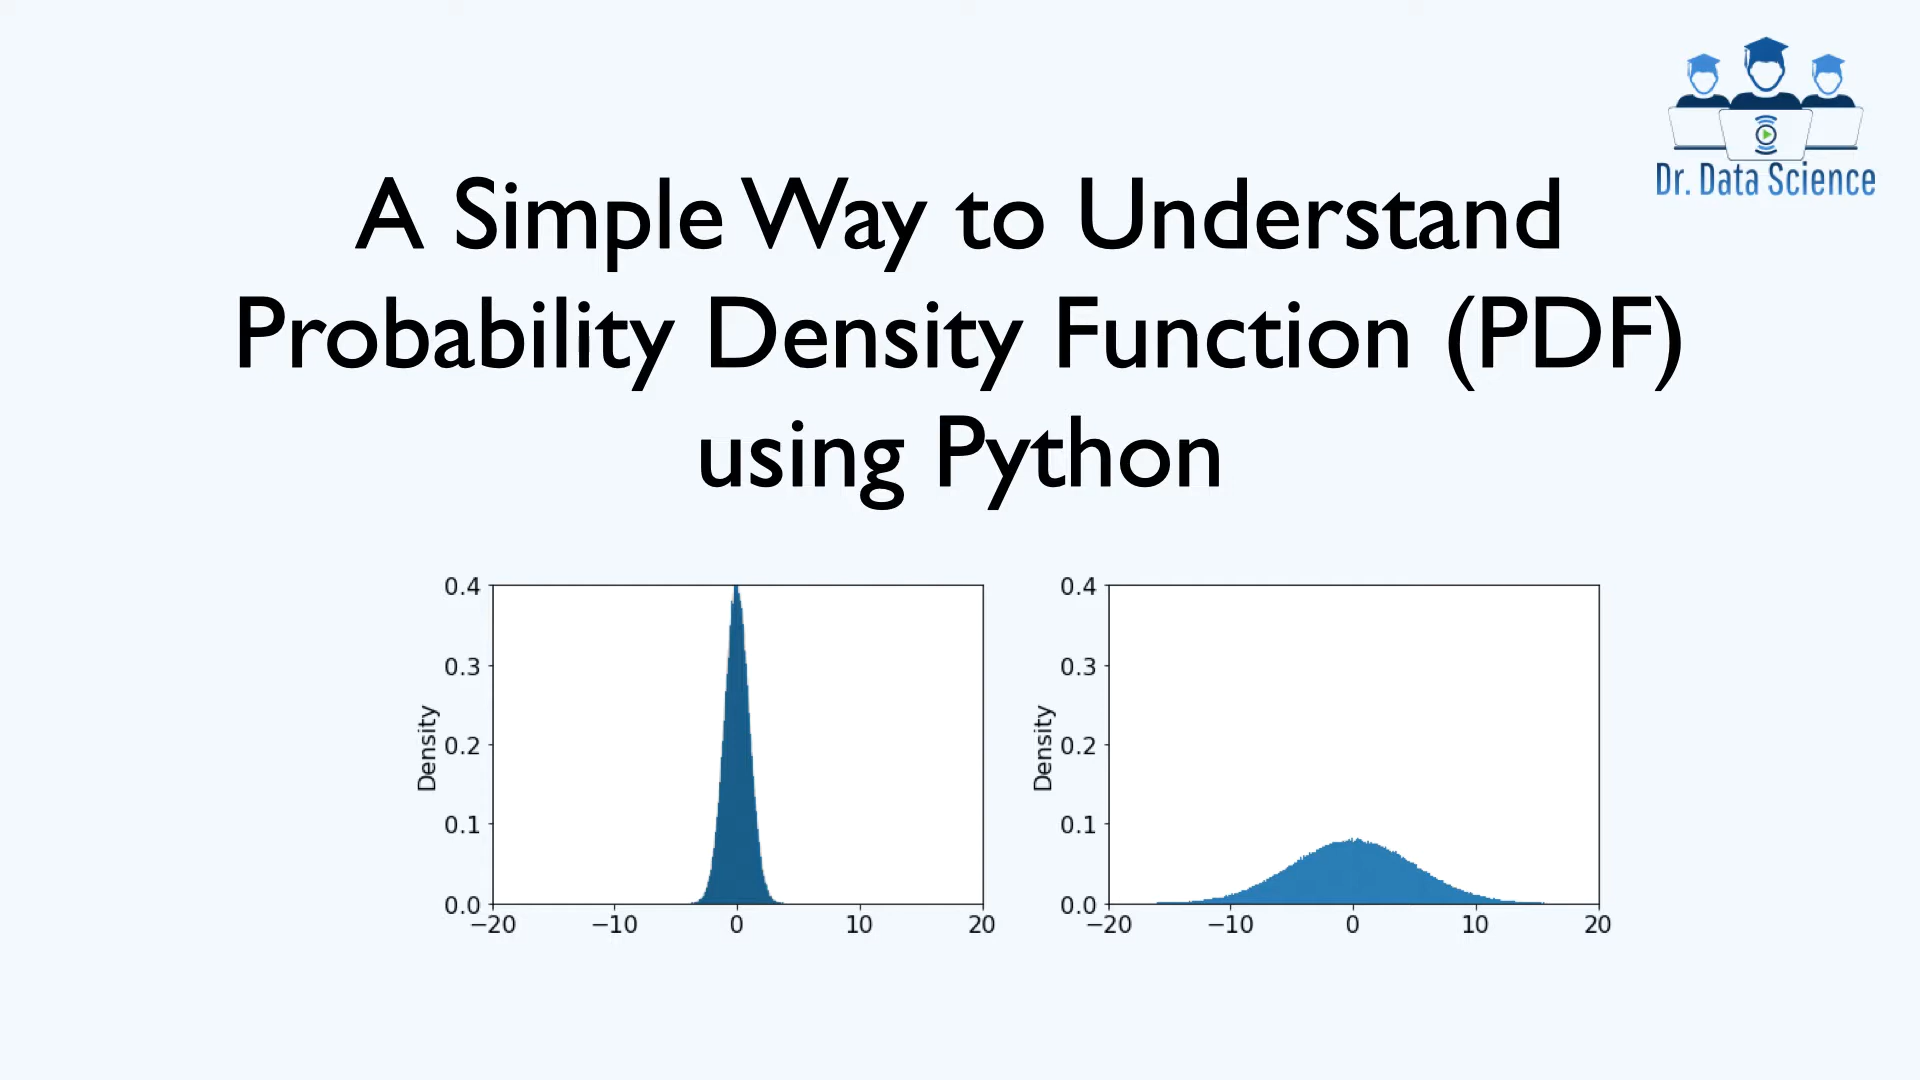 Dr. Data Science
A Simple Way to Understand
Probability Density Function (PDF)
using Python
0.4
0.3
0.2
0.1
0.0
Density
−20 −10 0 10 20
0.4
0.3
0.2
0.1
0.0
Density
−20 −10 0 10 20